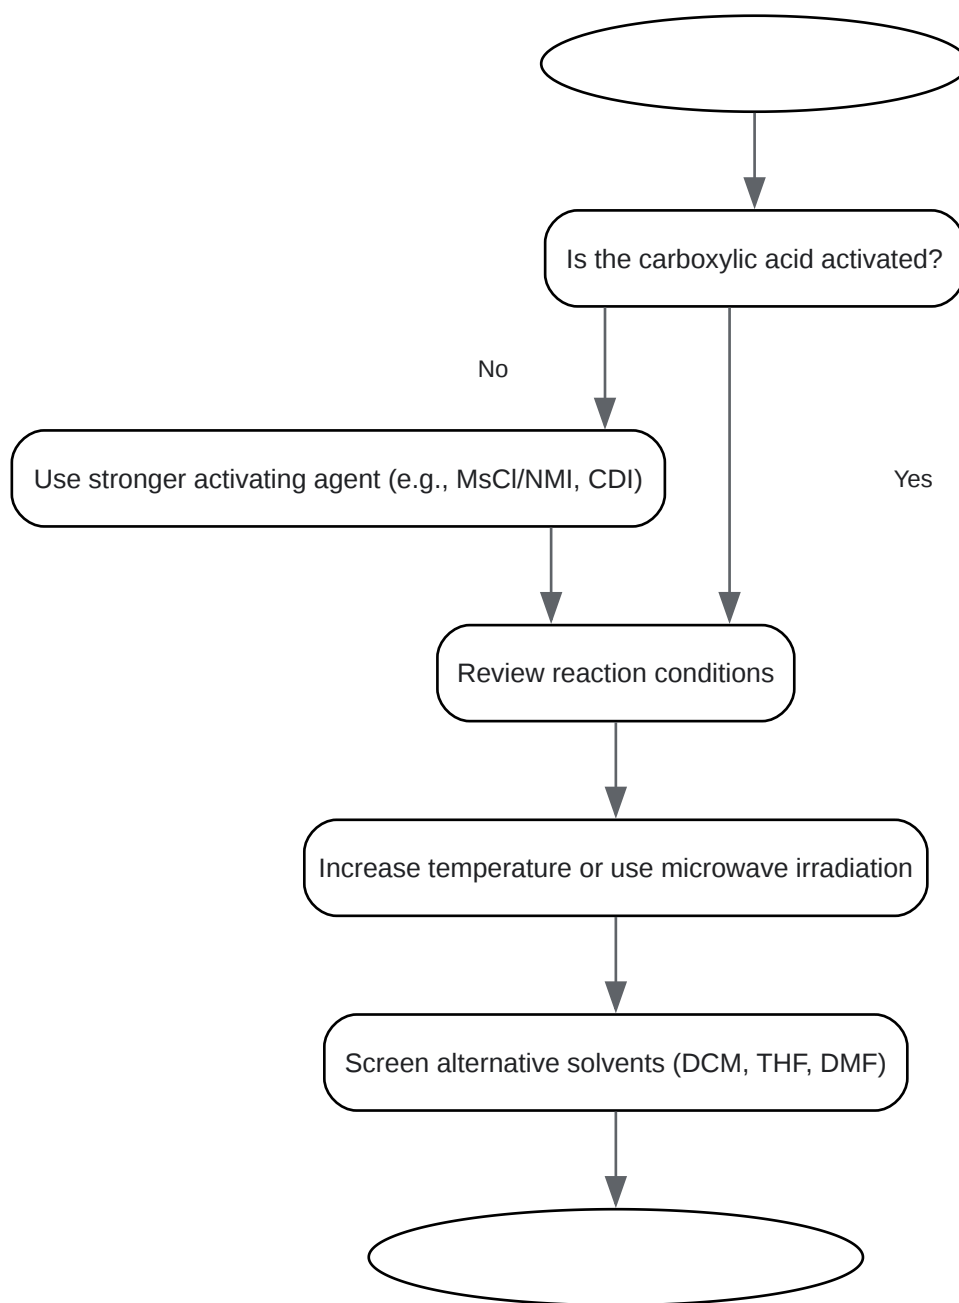 Is the carboxylic acid activated?
No
Use stronger activating agent (e.g., MsCl/NMI, CDI)
Yes
Review reaction conditions
Increase temperature or use microwave irradiation
Screen alternative solvents (DCM, THF, DMF)